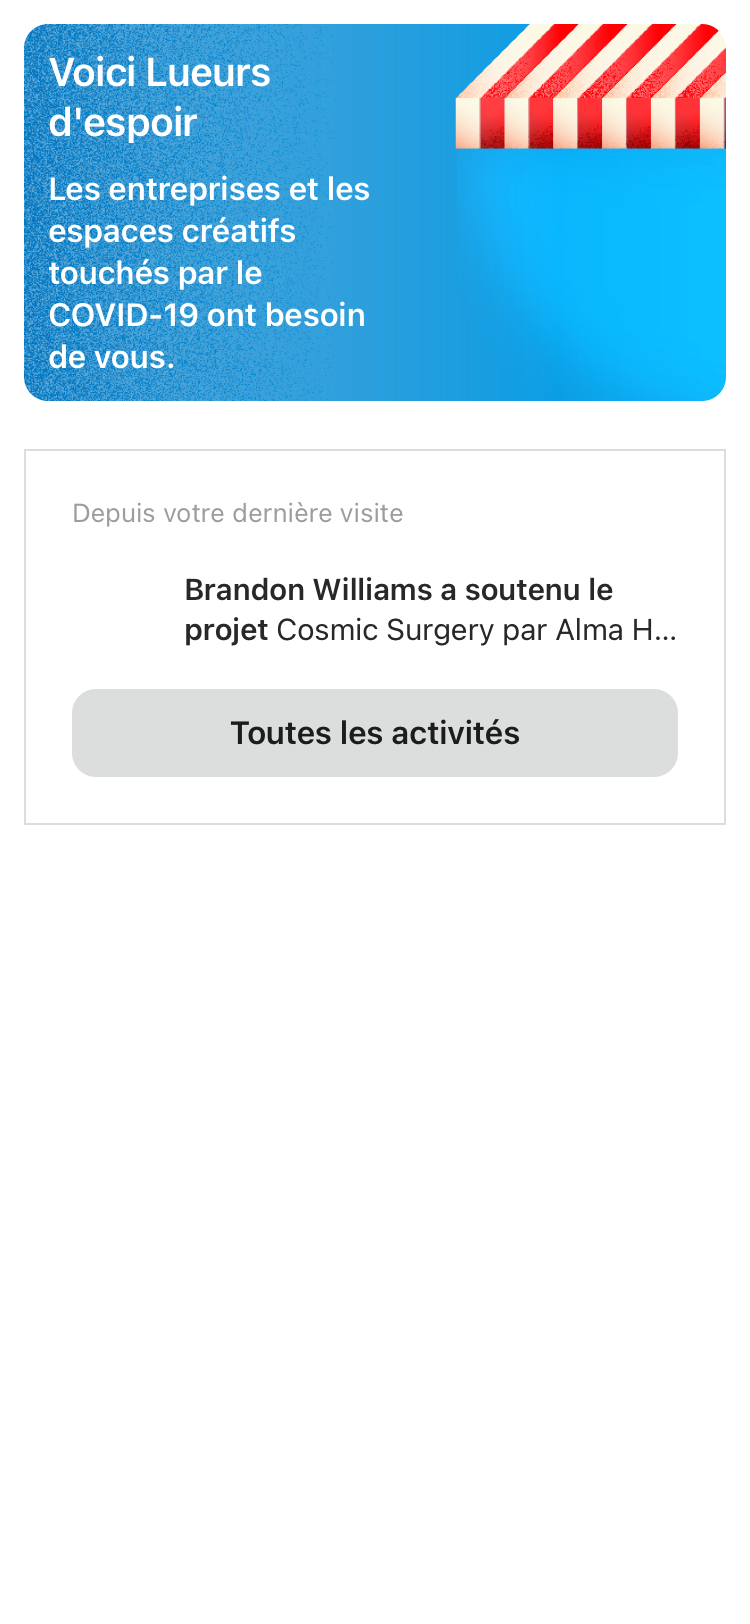 Voici Lueurs
d'espoir
Les entreprises et les
espaces créatifs
touchés par le
COVID-19 ont besoin
de vous.
Depuis votre dernière visite
Brandon Williams a soutenu le
projet Cosmic Surgery par Alma H...
Toutes les activités